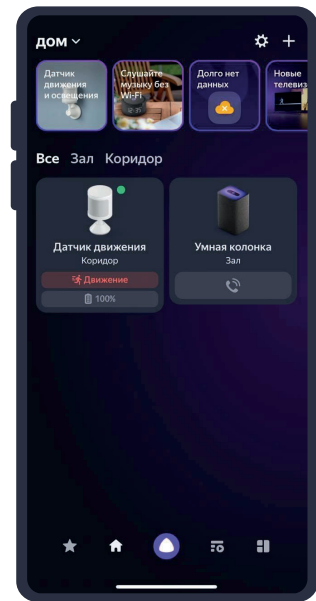 дом
Датчик
движения
и освещения
Слушайте
музыку без
Wi-Fi
Долго нет
данных
Новые
телевиз
Все Зал Коридор
Датчик движения
Коридор
Движение
100%
Умная колонка
Зал